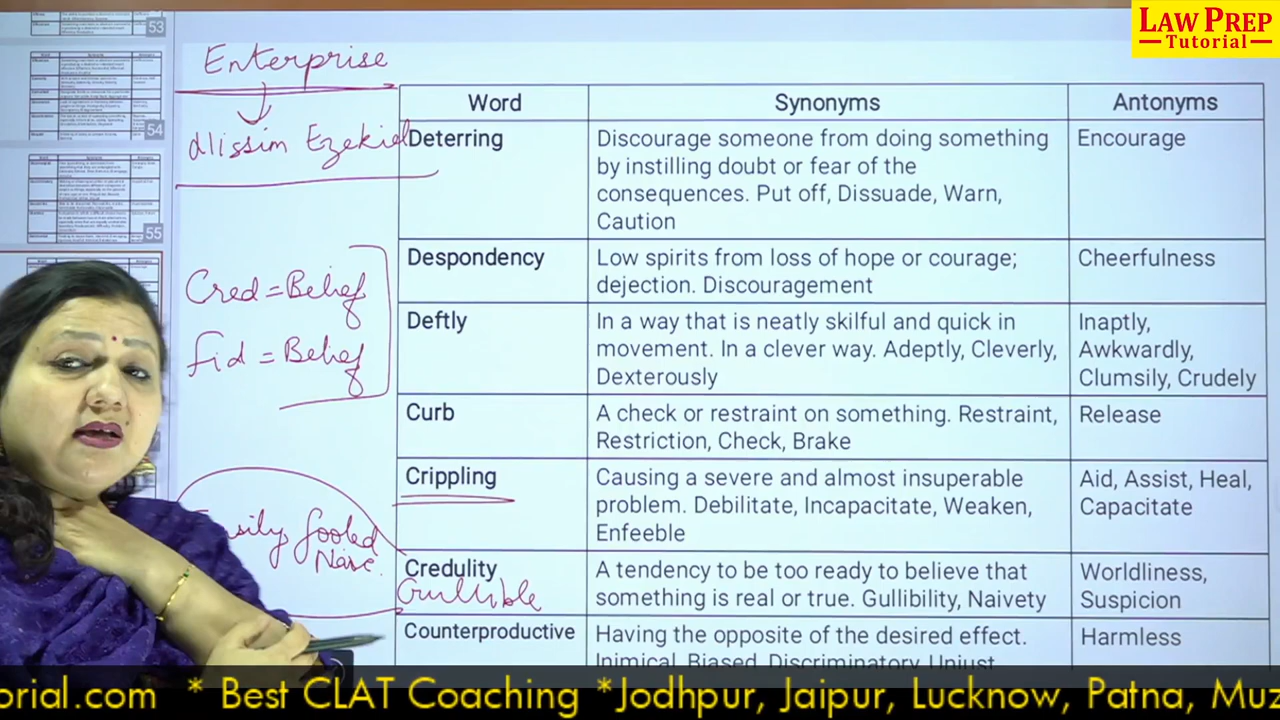 LAW PREP
Tutorial
53
54
55
Enterprise
Nissim Ezekiel
Cred = Belief
Fid = Belief
fooled
Naive.
Gullible
Word Synonyms Antonyms
Deterring Discourage someone from doing something Encourage
by instilling doubt or fear of the
consequences. Put off, Dissuade, Warn,
Caution
Despondency Low spirits from loss of hope or courage; Cheerfulness
dejection. Discouragement
Deftly In a way that is neatly skilful and quick in Inaptly,
movement. In a clever way. Adeptly, Cleverly, Awkwardly,
Dexterously Clumsily, Crudely
Curb A check or restraint on something. Restraint, Release
Restriction, Check, Brake
Crippling Causing a severe and almost insuperable Aid, Assist, Heal,
problem. Debilitate, Incapacitate, Weaken, Capacitate
Enfeeble
Credulity A tendency to be too ready to believe that Worldliness,
something is real or true. Gullibility, Naivety Suspicion
Counterproductive Having the opposite of the desired effect. Harmless
Inimical, Biased, Discriminatory, Unjust
orial.com * Best CLAT Coaching *Jodhpur, Jaipur, Lucknow, Patna, Muz